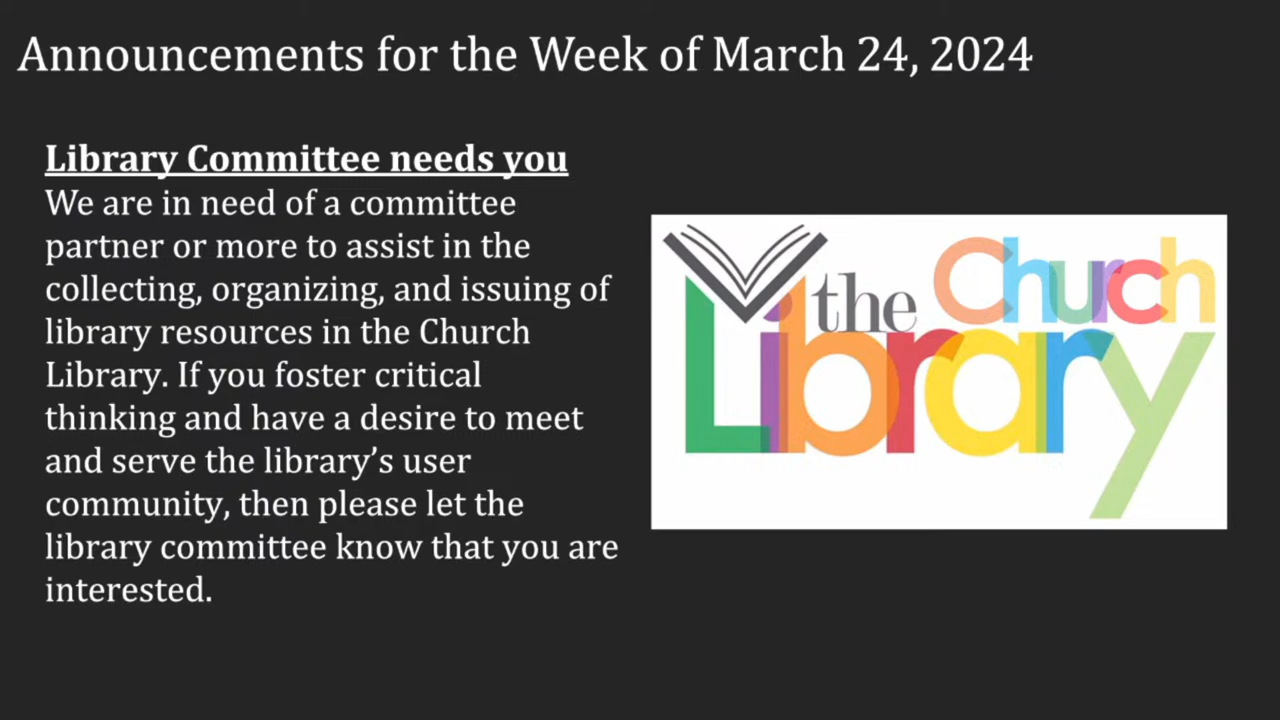 Announcements for the Week of March 24, 2024
Library Committee needs you
We are in need of a committee
partner or more to assist in the
collecting, organizing, and issuing of
library resources in the Church
Library. If you foster critical
thinking and have a desire to meet
and serve the library’s user
community, then please let the
library committee know that you are
interested.
the Church
Library